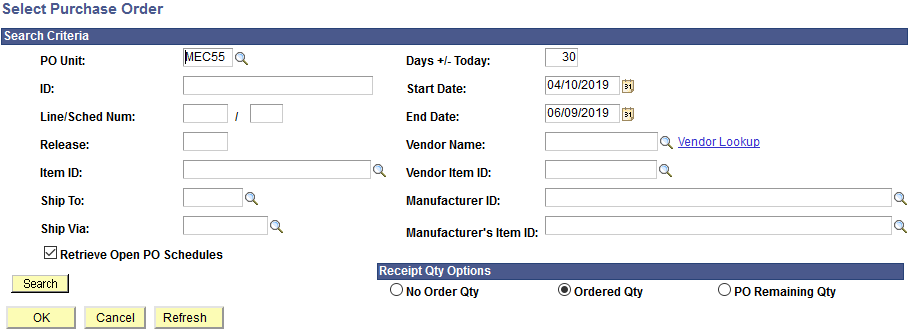 Select Purchase Order
Search Criteria
PO Unit: MEC55 Days +/- Today: 30
ID: Start Date: 04/10/2019 31
Line/Sched Num: / End Date: 06/09/2019 31
Release: Vendor Name: Vendor Lookup
Item ID: Vendor Item ID:
Ship To: Manufacturer ID:
Ship Via: Manufacturer's Item ID:
Retrieve Open PO Schedules
Receipt Qty Options
Search
No Order Qty Ordered Qty PO Remaining Qty
OK Cancel Refresh